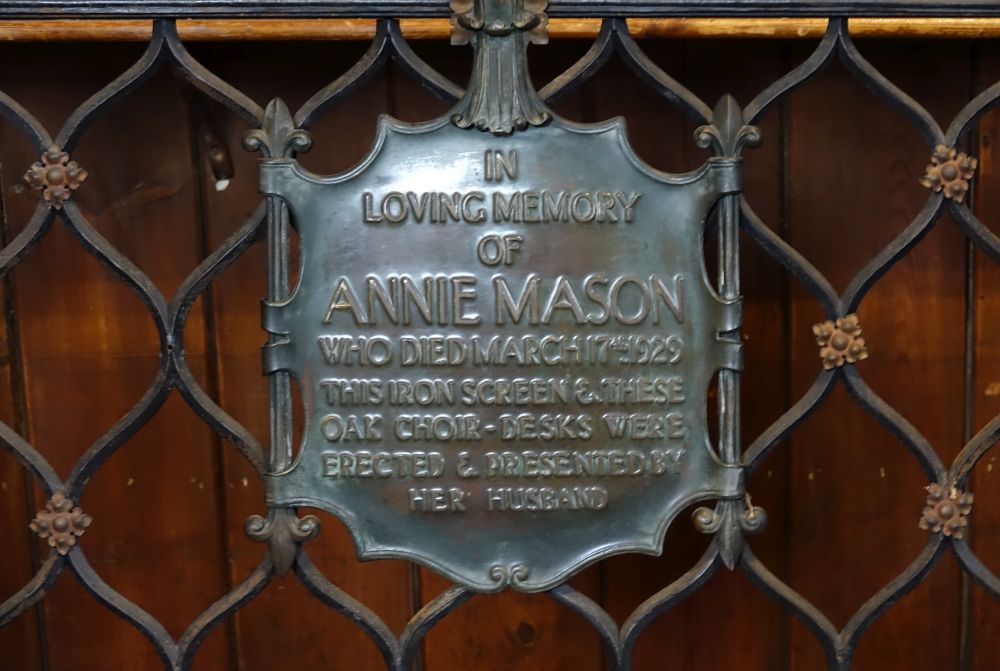 IN
LOVING MEMORY
OF
ANNIE MASON
WHO DIED MARCH 17TH 1929
THIS IRON SCREEN & THESE
OAK CHOIR-DESKS WERE
ERECTED & PRESENTED BY
HER HUSBAND